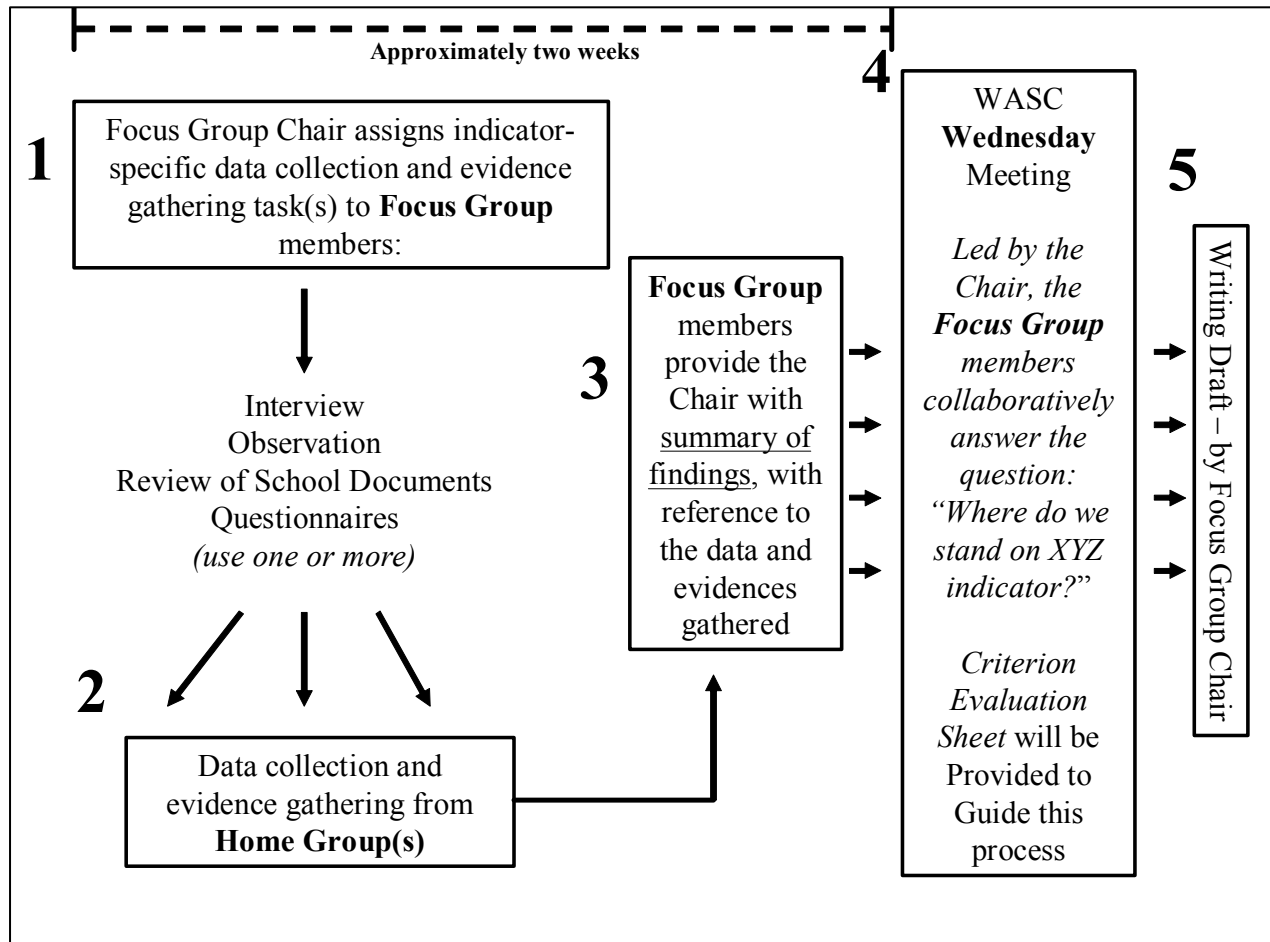 Approximately two weeks
1
Focus Group Chair assigns indicator-
specific data collection and evidence
gathering task(s) to Focus Group
members:
Interview
Observation
Review of School Documents
Questionnaires
(use one or more)
2
Data collection and
evidence gathering from
Home Group(s)
3
Focus Group
members
provide the
Chair with
summary of
findings, with
reference to
the data and
evidences
gathered
4
WASC
Wednesday
Meeting
Led by the
Chair, the
Focus Group
members
collaboratively
answer the
question:
“Where do we
stand on XYZ
indicator?”
Criterion
Evaluation
Sheet will be
Provided to
Guide this
process
5
Writing Draft – by Focus Group Chair